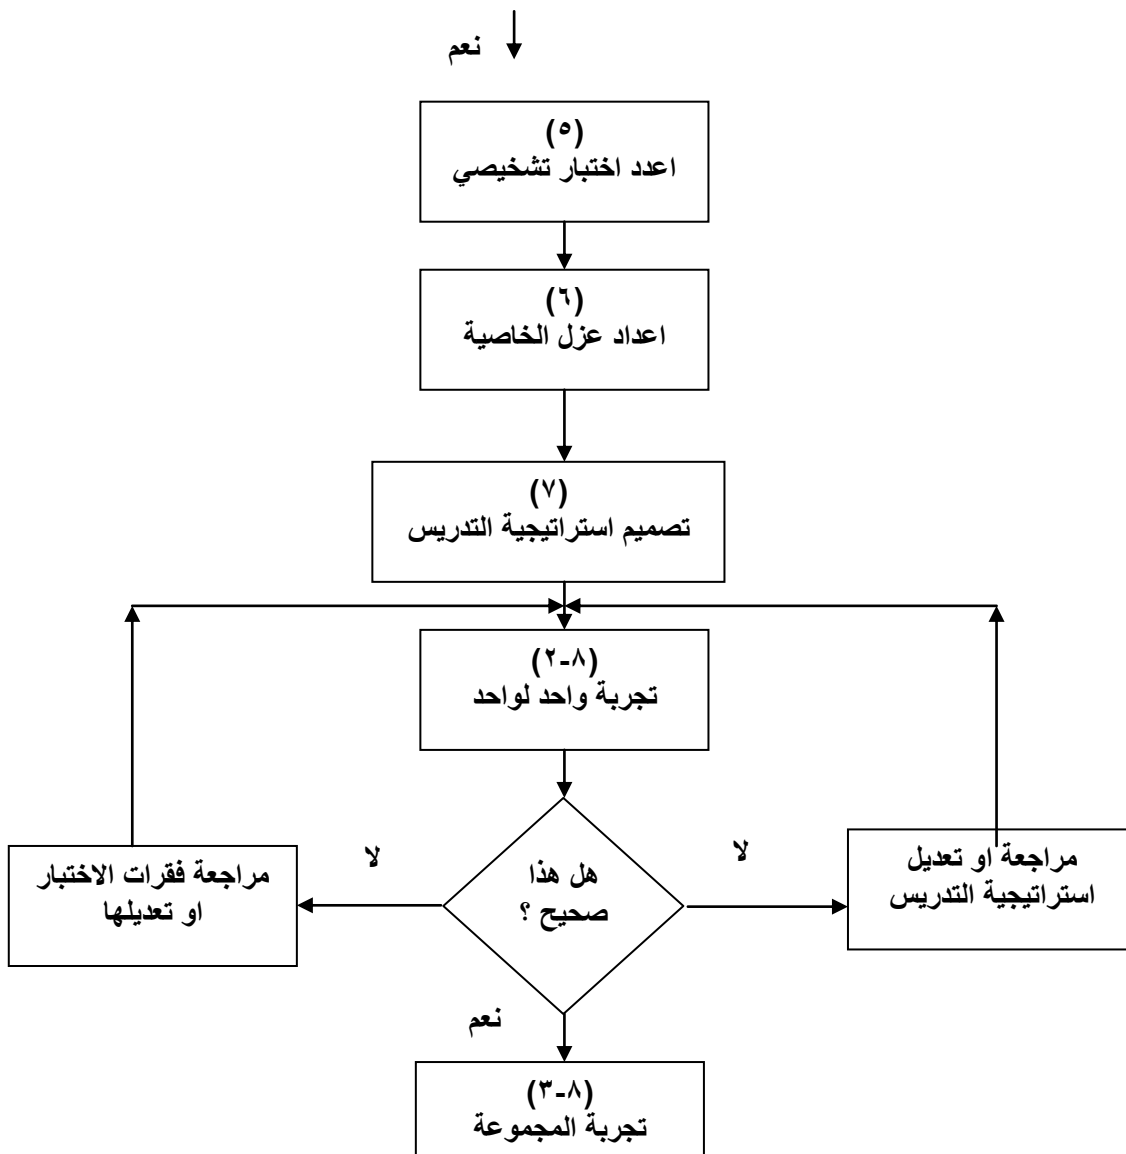 نعم
(٥)
اعدد اختبار تشخيصي
(٦)
اعداد عزل الخاصية
(٧)
تصميم استراتيجية التدريس
(٢-٨)
تجربة واحد لواحد
مراجعة او تعديل
استراتيجية التدريس
لا
هل هذا
صحيح ؟
لا
مراجعة فقرات الاختبار
او تعديلها
نعم
(٣-٨)
تجربة المجموعة